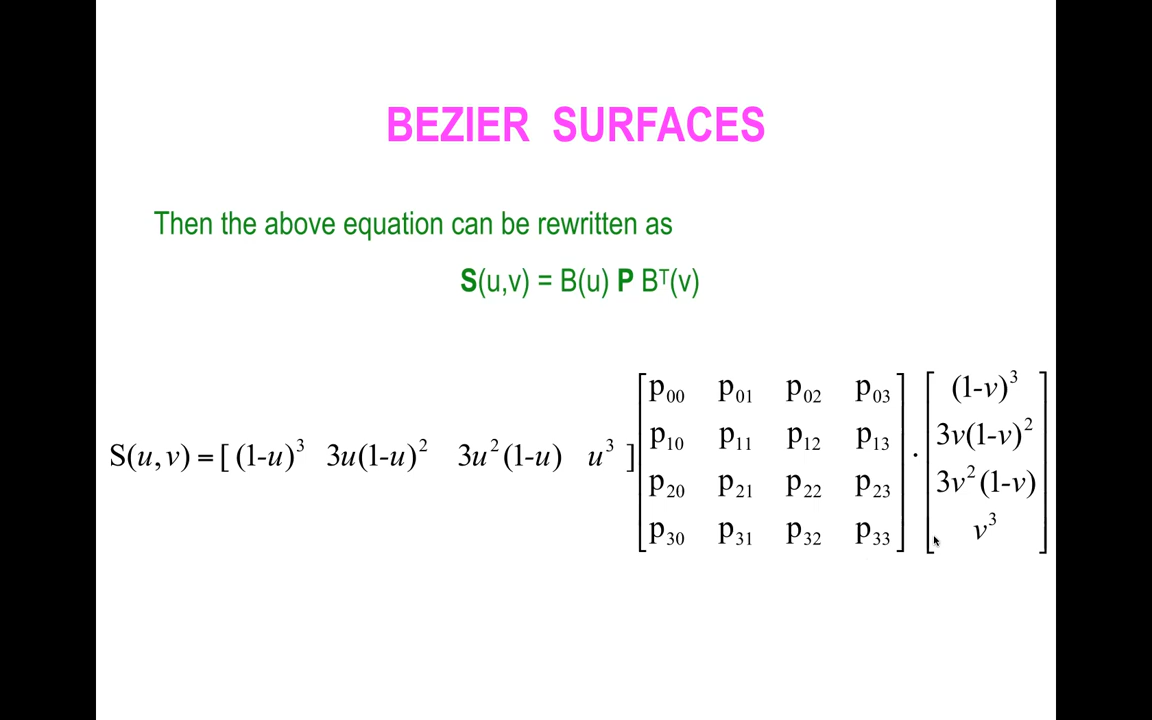 BEZIER SURFACES
Then the above equation can be rewritten as
S(u,v) = B(u) P Bᵀ(v)
S(u,v) = [ (1-u)³ 3u(1-u)² 3u²(1-u) u³ ] [ p₀₀ p₀₁ p₀₂ p₀₃ ] · [ (1-v)³ ]
p₁₀ p₁₁ p₁₂ p₁₃ 3v(1-v)²
p₂₀ p₂₁ p₂₂ p₂₃ 3v²(1-v)
p₃₀ p₃₁ p₃₂ p₃₃ v³